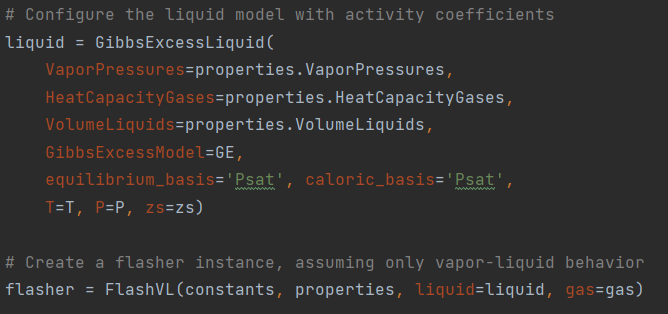 # Configure the liquid model with activity coefficients
liquid = GibbsExcessLiquid(
    VaporPressures=properties.VaporPressures,
    HeatCapacityGases=properties.HeatCapacityGases,
    VolumeLiquids=properties.VolumeLiquids,
    GibbsExcessModel=GE,
    equilibrium_basis='Psat', caloric_basis='Psat',
    T=T, P=P, zs=zs)

# Create a flasher instance, assuming only vapor-liquid behavior
flasher = FlashVL(constants, properties, liquid=liquid, gas=gas)